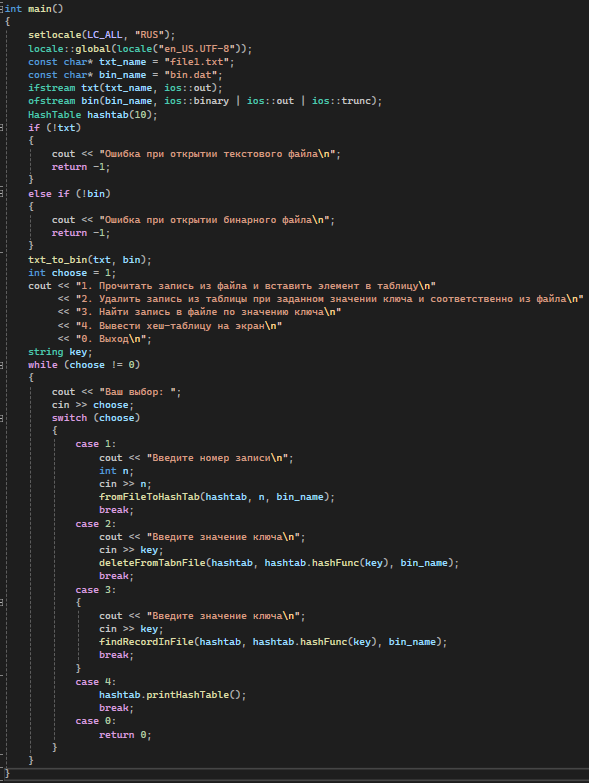 int main()
{
    setlocale(LC_ALL, "RUS");
    locale::global(locale("en_US.UTF-8"));
    const char* txt_name = "file1.txt";
    const char* bin_name = "bin.dat";
    ifstream txt(txt_name, ios::out);
    ofstream bin(bin_name, ios::binary | ios::out | ios::trunc);
    HashTable hashtab(10);
    if (!txt)
    {
        cout << "Ошибка при открытии текстового файла\n";
        return -1;
    }
    else if (!bin)
    {
        cout << "Ошибка при открытии бинарного файла\n";
        return -1;
    }
    txt_to_bin(txt, bin);
    int choose = 1;
    cout << "1. Прочитать запись из файла и вставить элемент в таблицу\n"
         << "2. Удалить запись из таблицы при заданном значении ключа и соответственно из файла\n"
         << "3. Найти запись в файле по значению ключа\n"
         << "4. Вывести хеш-таблицу на экран\n"
         << "0. Выход\n";
    string key;
    while (choose != 0)
    {
        cout << "Ваш выбор: ";
        cin >> choose;
        switch (choose)
        {
            case 1:
                cout << "Введите номер записи\n";
                int n;
                cin >> n;
                fromFileToHashTab(hashtab, n, bin_name);
                break;
            case 2:
                cout << "Введите значение ключа\n";
                cin >> key;
                deleteFromTabnFile(hashtab, hashtab.hashFunc(key), bin_name);
                break;
            case 3:
            {
                cout << "Введите значение ключа\n";
                cin >> key;
                findRecordInFile(hashtab, hashtab.hashFunc(key), bin_name);
                break;
            }
            case 4:
                hashtab.printHashTable();
                break;
            case 0:
                return 0;
        }
    }
}